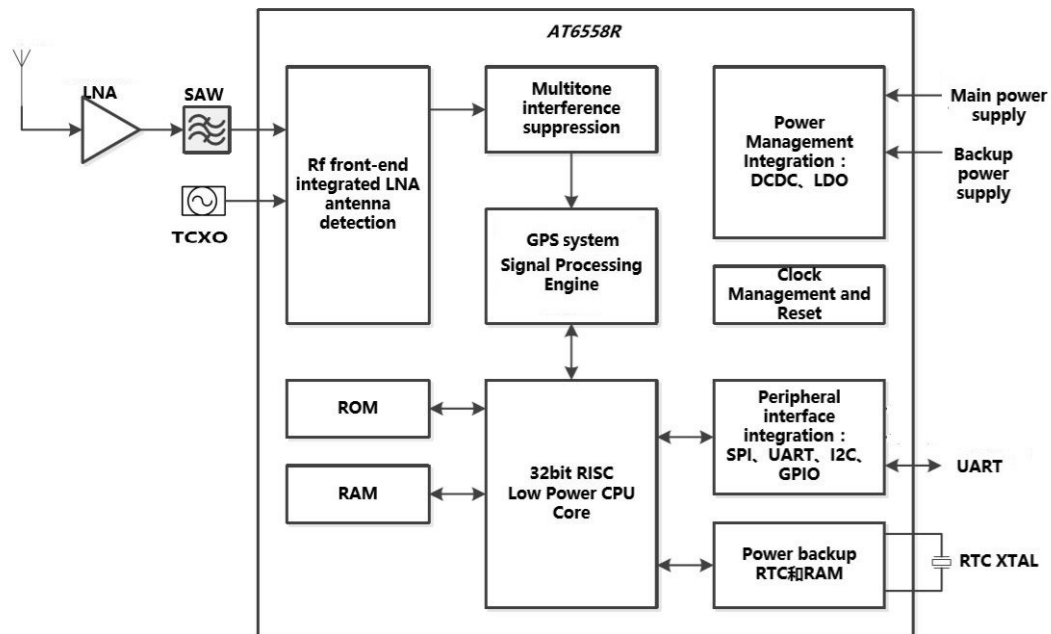 AT6558R
LNA
SAW
TCXO
Rf front-end
integrated LNA
antenna
detection
Multitone
interference
suppression
GPS system
Signal Processing
Engine
Power
Management
Integration：
DCDC、LDO
Main power
supply
Backup
power
supply
Clock
Management and
Reset
ROM
RAM
32bit RISC
Low Power CPU
Core
Peripheral
interface
integration：
SPI、UART、I2C、
GPIO
UART
Power backup
RTC和RAM
RTC XTAL